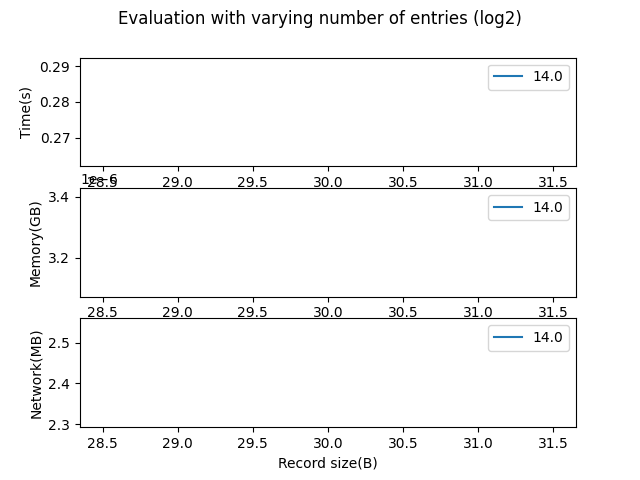 Evaluation with varying number of entries (log2)
0.29
0.28
0.27
Time(s)
14.0
28.5 29.0 29.5 30.0 30.5 31.0 31.5
1e−6
3.4
3.2
Memory(GB)
14.0
28.5 29.0 29.5 30.0 30.5 31.0 31.5
2.5
2.4
2.3
Network(MB)
14.0
28.5 29.0 29.5 30.0 30.5 31.0 31.5
Record size(B)